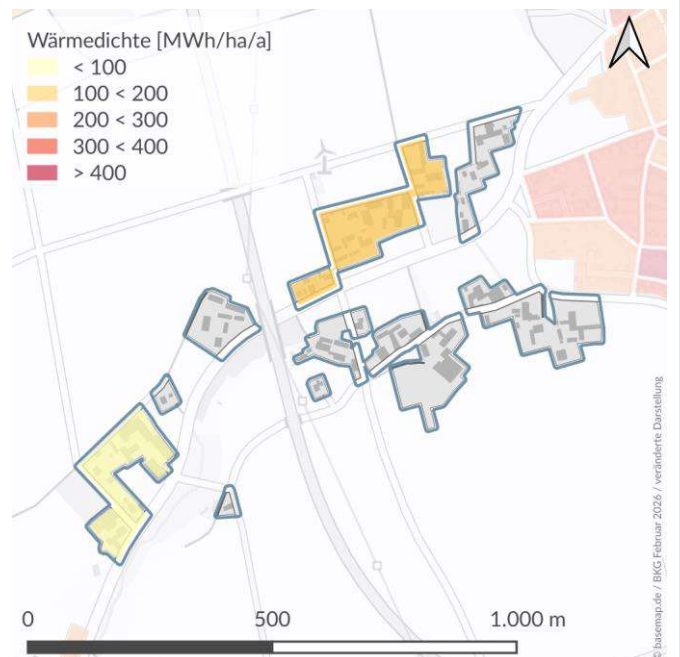 Wärmedichte [MWh/ha/a]
< 100
100 < 200
200 < 300
300 < 400
> 400
© basemap.de / BKG Februar 2026 / veränderte Darstellung
0 500 1.000 m